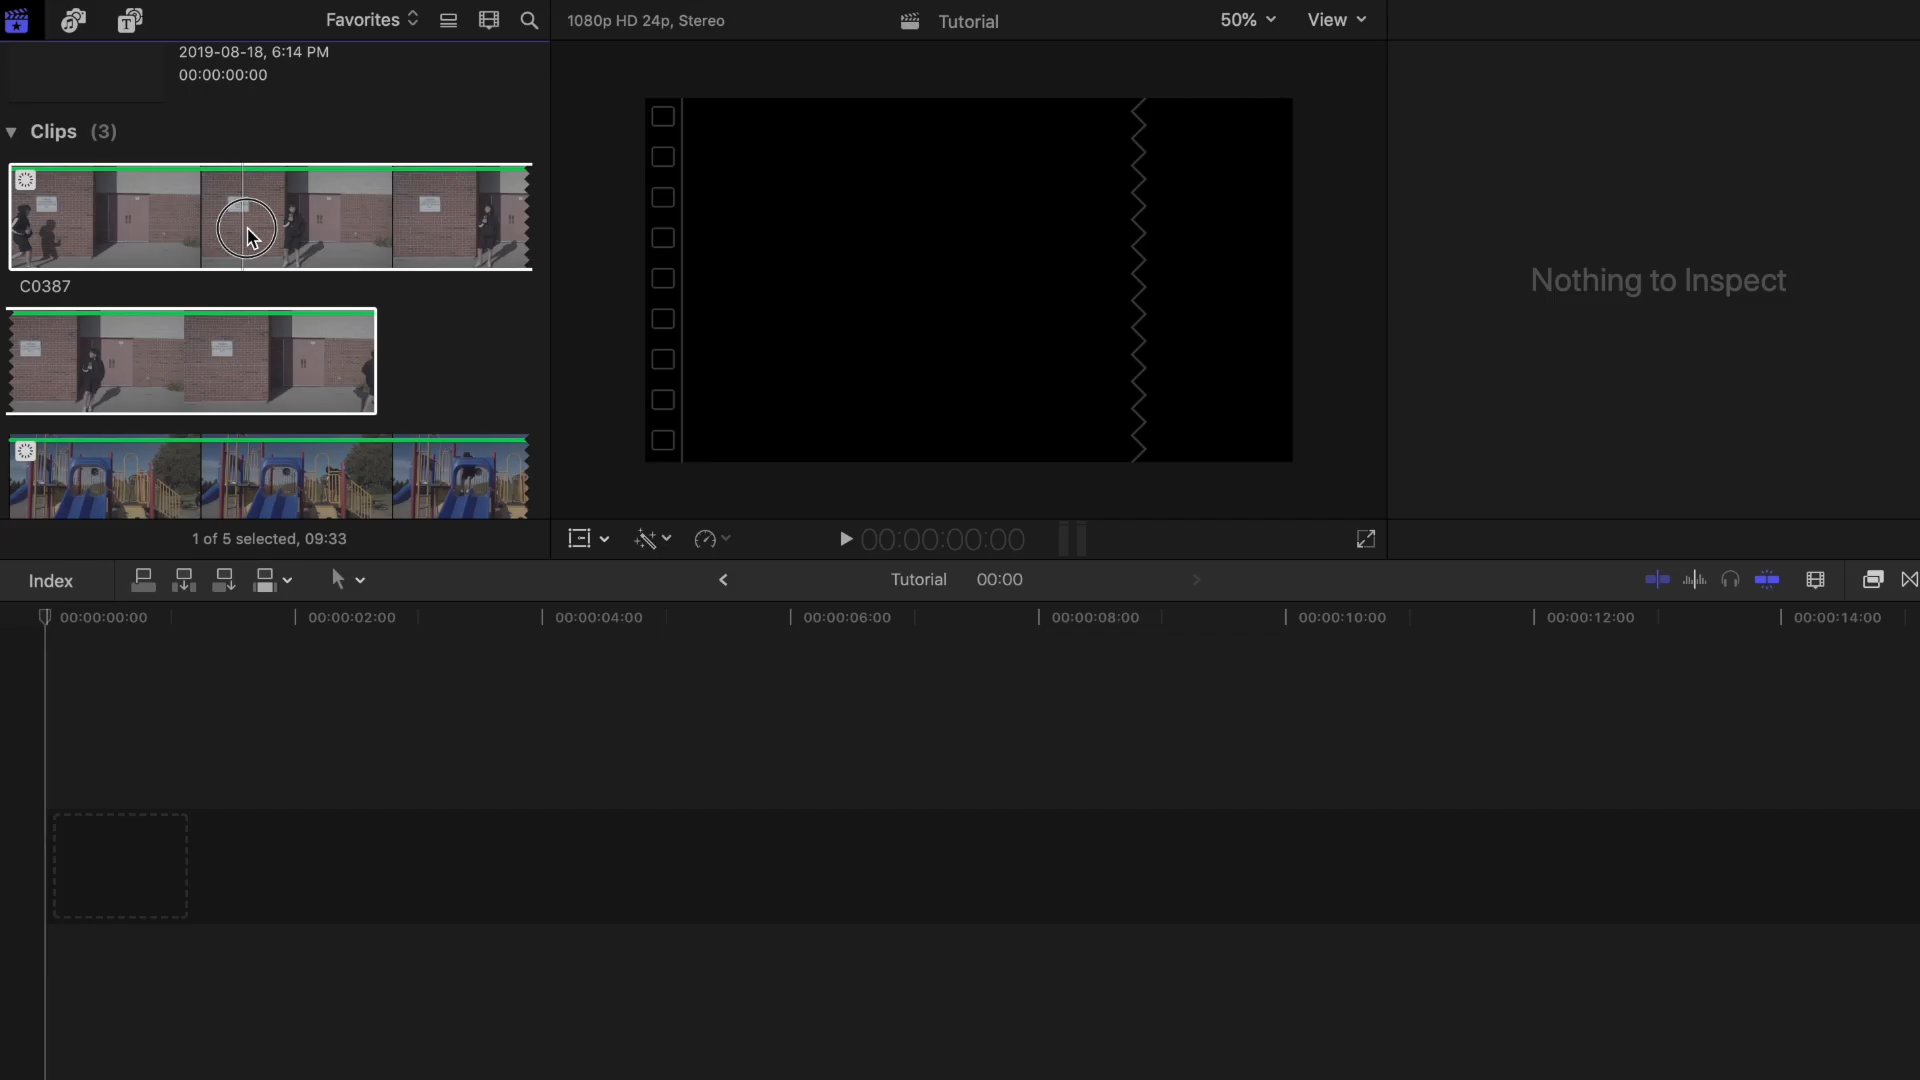 Favorites
1080p HD 24p, Stereo
Tutorial
50%
View
2019-08-18, 6:14 PM
00:00:00:00
Clips (3)
C0387
Nothing to Inspect
1 of 5 selected, 09:33
00:00:00:00
Index
Tutorial 00:00
00:00:00:00
00:00:02:00
00:00:04:00
00:00:06:00
00:00:08:00
00:00:10:00
00:00:12:00
00:00:14:00